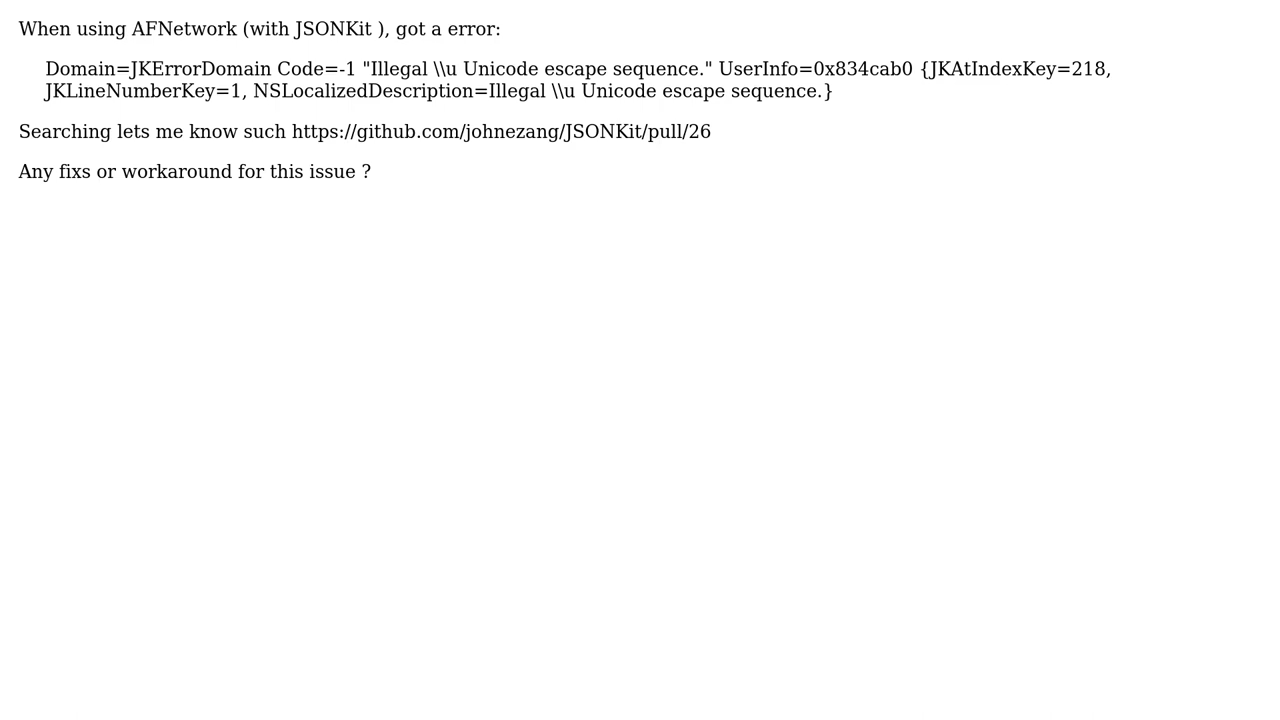 When using AFNetwork (with JSONKit ), got a error:
Domain=JKErrorDomain Code=-1 "Illegal \\u Unicode escape sequence." UserInfo=0x834cab0 {JKAtIndexKey=218,
JKLineNumberKey=1, NSLocalizedDescription=Illegal \\u Unicode escape sequence.}
Searching lets me know such https://github.com/johnezang/JSONKit/pull/26
Any fixs or workaround for this issue ?